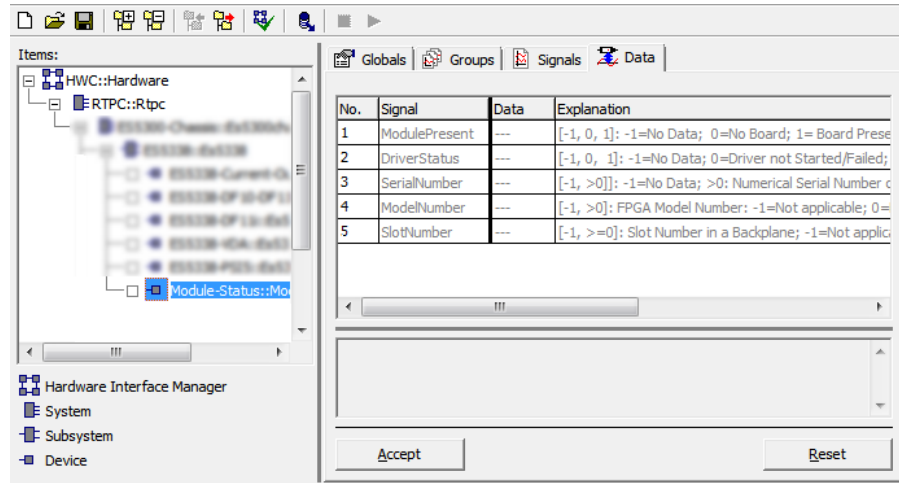 Items:
HWC::Hardware
RTPC::Rtpc
Module-Status::Mo
Hardware Interface Manager
System
Subsystem
Device
Globals Groups Signals Data
No. Signal Data Explanation
1 ModulePresent --- [-1, 0, 1]: -1=No Data; 0=No Board; 1= Board Prese
2 DriverStatus --- [-1, 0, 1]: -1=No Data; 0=Driver not Started/Failed;
3 SerialNumber --- [-1, >0]]: -1=No Data; >0: Numerical Serial Number
4 ModelNumber --- [-1, >0]: FPGA Model Number: -1=Not applicable; 0=
5 SlotNumber --- [-1, >=0]: Slot Number in a Backplane; -1=Not applic
Accept Reset